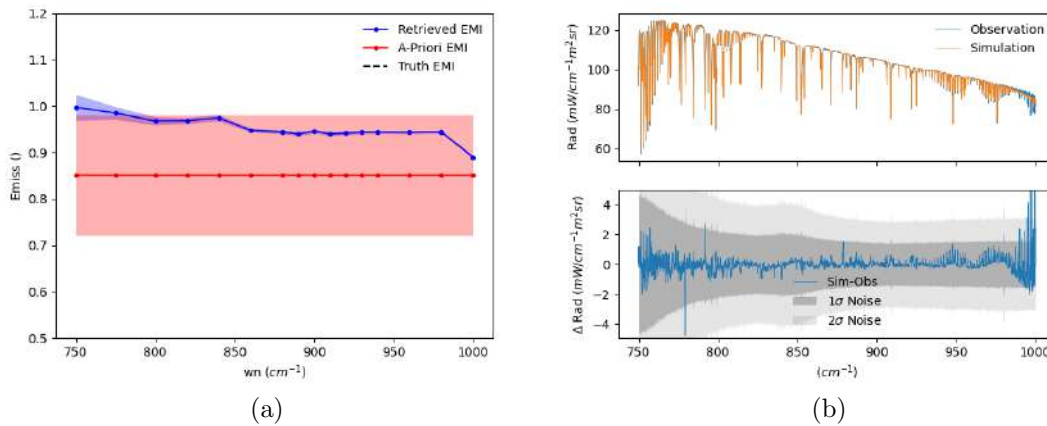 1.2
1.1
1.0
0.9
0.8
0.7
0.6
0.5
Emiss ()
Retrieved EMI
A-Priori EMI
Truth EMI
750 800 850 900 950 1000
wn (cm⁻¹)
(a)
120
100
80
60
Rad (mW/cm⁻¹m²sr)
Observation
Simulation
4
2
0
−2
−4
Δ Rad (mW/cm⁻¹m²sr)
Sim-Obs
1σ Noise
2σ Noise
750 800 850 900 950 1000
(cm⁻¹)
(b)